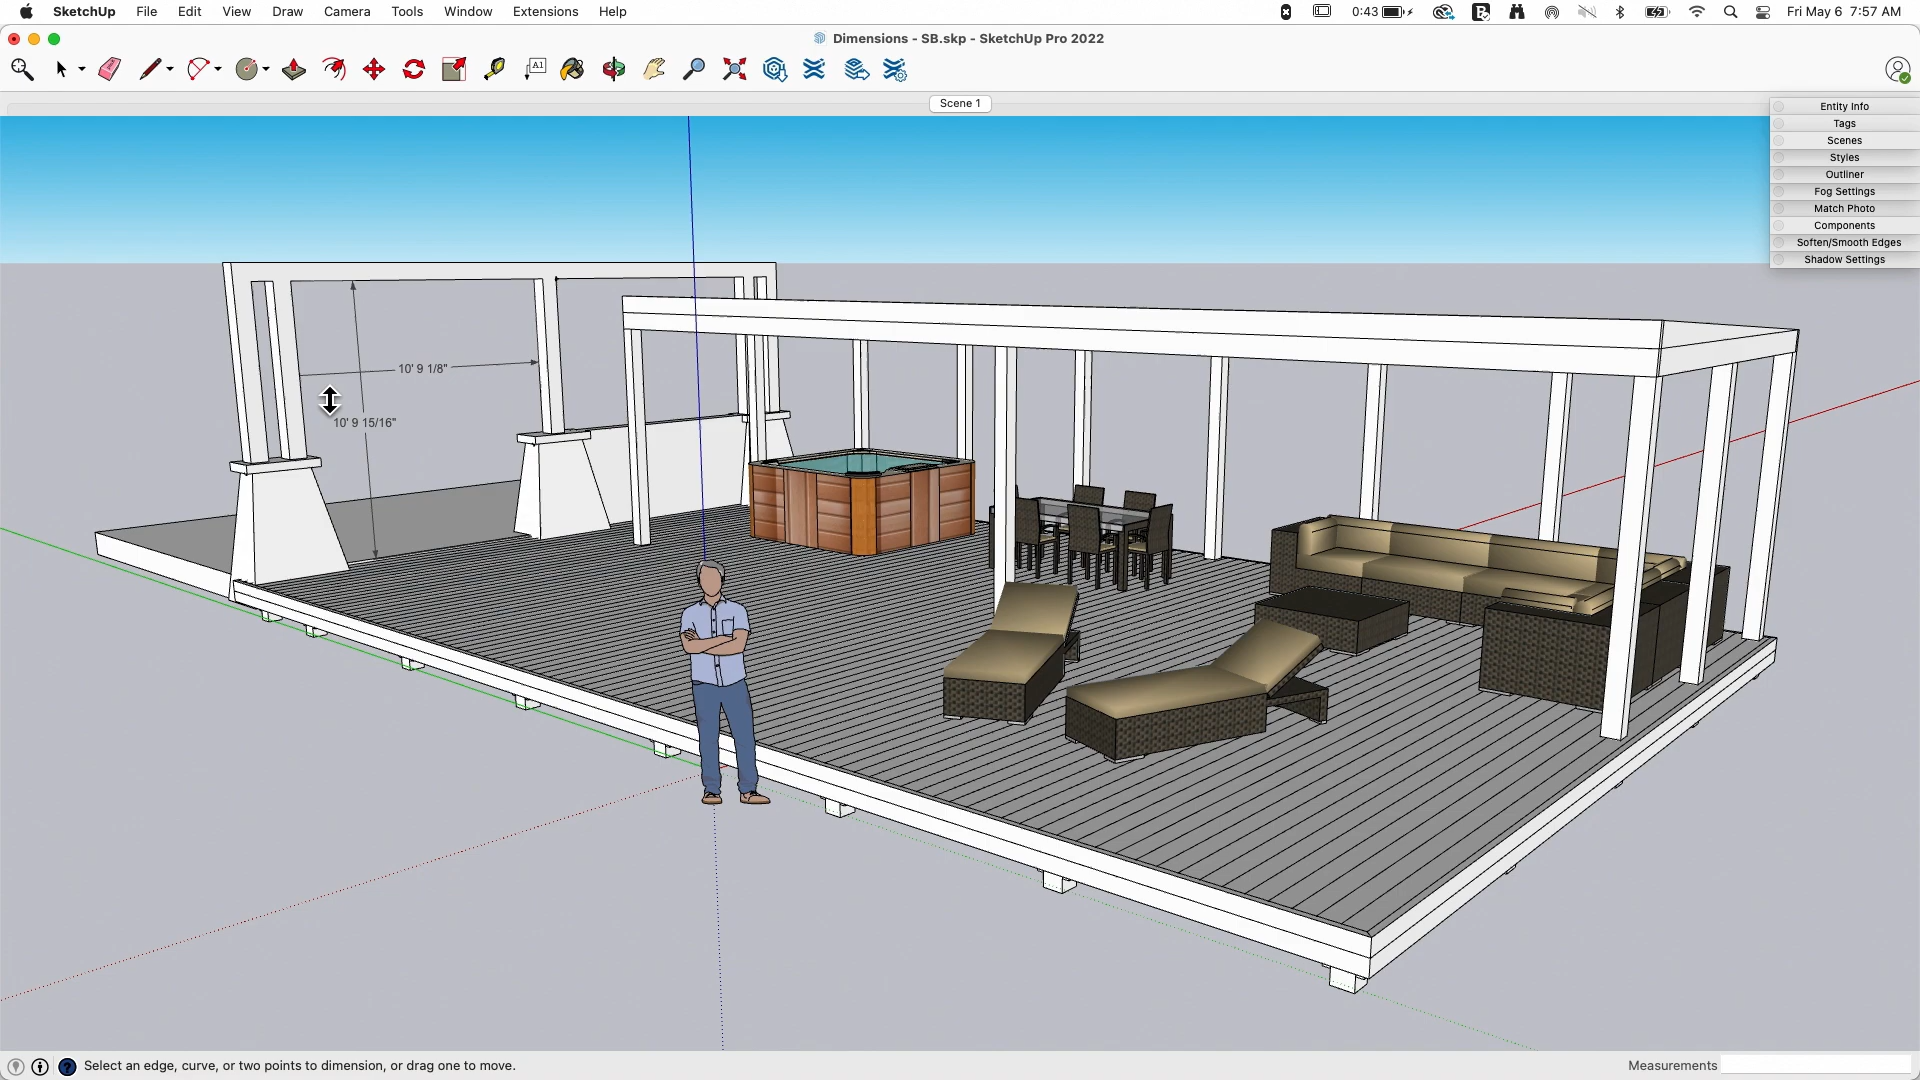 SketchUp File Edit View Draw Camera Tools Window Extensions Help 0:43 Fri May 6 7:57 AM
Dimensions - SB.skp - SketchUp Pro 2022
A1
Scene 1
Entity Info
Tags
Scenes
Styles
Outliner
Fog Settings
Match Photo
Components
Soften/Smooth Edges
Shadow Settings
10' 9 1/8"
10' 9 15/16"
Select an edge, curve, or two points to dimension, or drag one to move.
Measurements